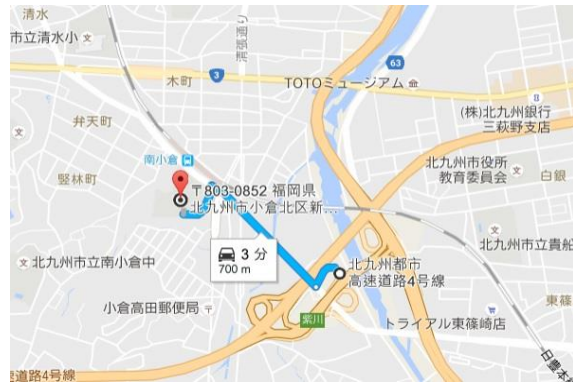 清水
市立清水小
清張通り
木町
3
63
TOTOミュージアム
弁天町
(株)北九州銀行
三萩野支店
南小倉
竪林町
〒803-0852 福岡県
北九州市小倉北区新...
北九州市役所
教育委員会
白銀
3 分
700 m
北九州市立南小倉中
北九州都市
高速道路4号線
北九州市立貴船
小倉高田郵便局
紫川
トライアル東篠崎店
東篠
日豊本
速道路4号線